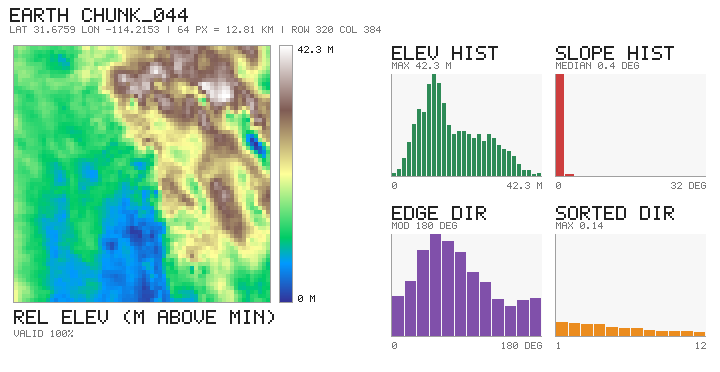 EARTH CHUNK_044
LAT 31.6759 LON -114.2153 | 64 PX = 12.81 KM | ROW 320 COL 384
42.3 M
0 M
REL ELEV (M ABOVE MIN)
VALID 100%
ELEV HIST
MAX 42.3 M
0 42.3 M
SLOPE HIST
MEDIAN 0.4 DEG
0 32 DEG
EDGE DIR
MOD 180 DEG
0 180 DEG
SORTED DIR
MAX 0.14
1 12